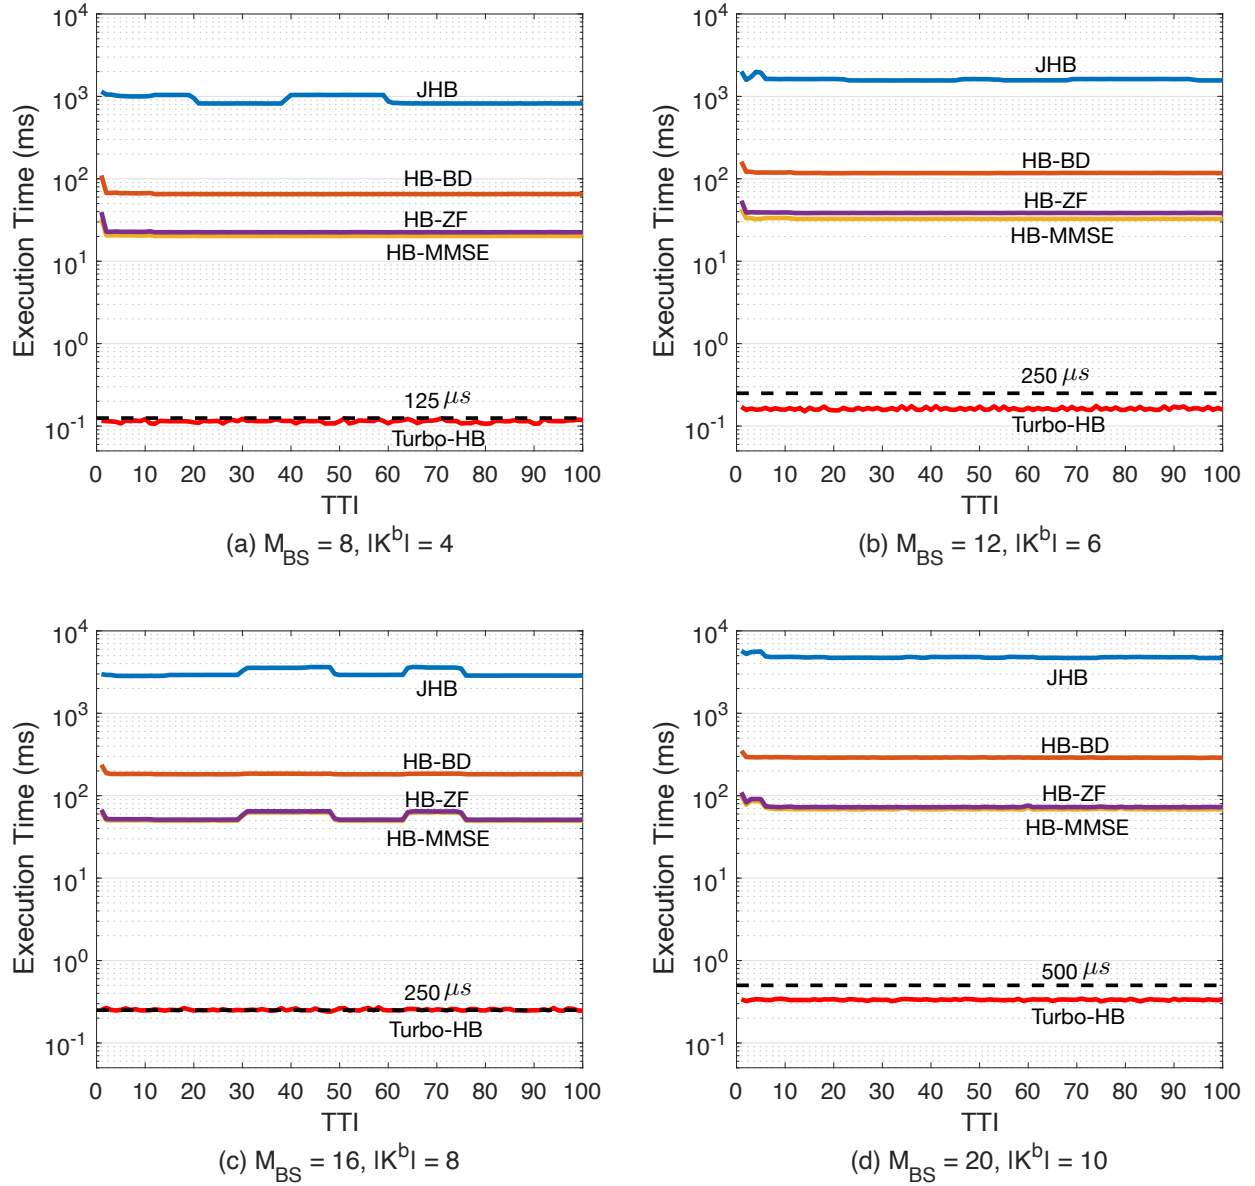 10^4
10^3
10^2
10^1
10^0
10^-1
Execution Time (ms)
JHB
HB-BD
HB-ZF
HB-MMSE
125 μs
Turbo-HB
0 10 20 30 40 50 60 70 80 90 100
TTI
(a) M_BS = 8, |K^b| = 4
10^4
10^3
10^2
10^1
10^0
10^-1
Execution Time (ms)
JHB
HB-BD
HB-ZF
HB-MMSE
250 μs
Turbo-HB
0 10 20 30 40 50 60 70 80 90 100
TTI
(b) M_BS = 12, |K^b| = 6
10^4
10^3
10^2
10^1
10^0
10^-1
Execution Time (ms)
JHB
HB-BD
HB-ZF
HB-MMSE
250 μs
Turbo-HB
0 10 20 30 40 50 60 70 80 90 100
TTI
(c) M_BS = 16, |K^b| = 8
10^4
10^3
10^2
10^1
10^0
10^-1
Execution Time (ms)
JHB
HB-BD
HB-ZF
HB-MMSE
500 μs
Turbo-HB
0 10 20 30 40 50 60 70 80 90 100
TTI
(d) M_BS = 20, |K^b| = 10